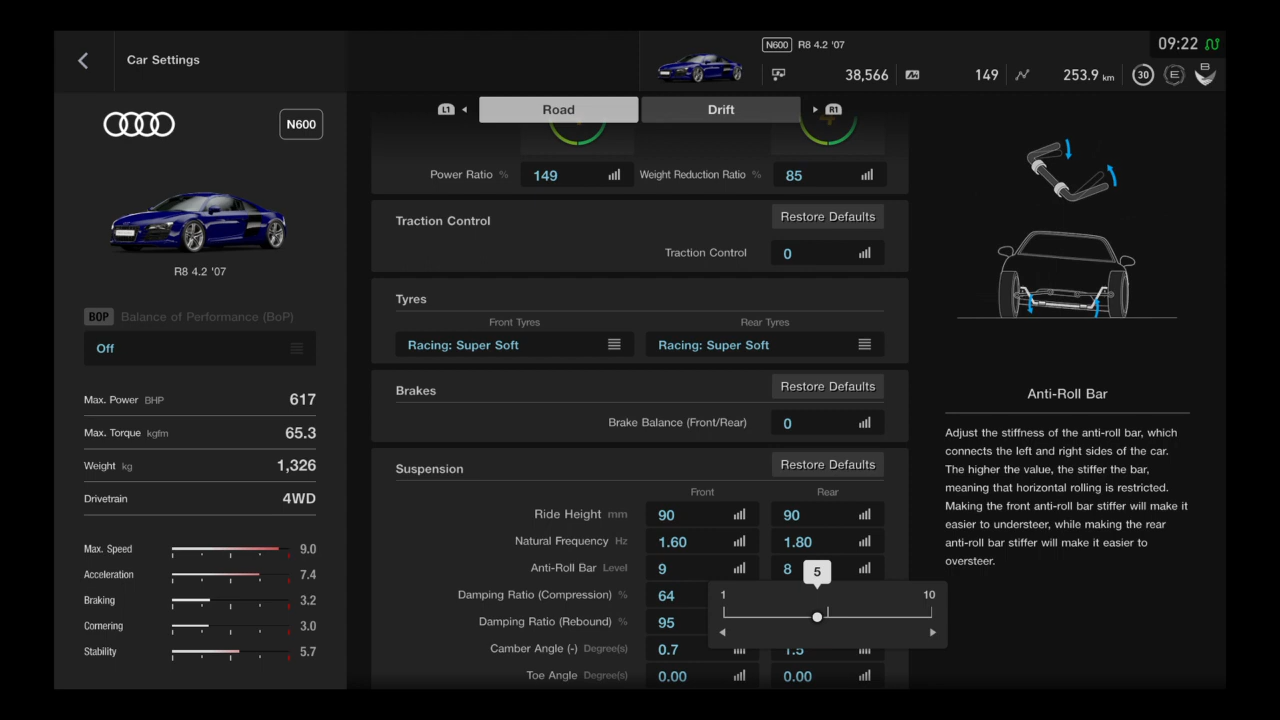 Car Settings
N600 R8 4.2 '07
09:22
38,566 149 253.9 km 30 E B
N600
L1 Road Drift R1
Power Ratio % 149 Weight Reduction Ratio % 85
Traction Control Restore Defaults
Traction Control 0
R8 4.2 '07
Tyres
Front Tyres Rear Tyres
Racing: Super Soft Racing: Super Soft
BOP Balance of Performance (BoP)
Off
Brakes Restore Defaults
Brake Balance (Front/Rear) 0
Max. Power BHP 617
Max. Torque kgfm 65.3
Weight kg 1,326
Drivetrain 4WD
Max. Speed 9.0
Acceleration 7.4
Braking 3.2
Cornering 3.0
Stability 5.7
Suspension Restore Defaults
Front Rear
Ride Height mm 90 90
Natural Frequency Hz 1.60 1.80
Anti-Roll Bar Level 9 8
5
1 10
Damping Ratio (Compression) % 64
Damping Ratio (Rebound) % 95
Camber Angle (-) Degree(s) 0.7 1.5
Toe Angle Degree(s) 0.00 0.00
Anti-Roll Bar
Adjust the stiffness of the anti-roll bar, which
connects the left and right sides of the car.
The higher the value, the stiffer the bar,
meaning that horizontal rolling is restricted.
Making the front anti-roll bar stiffer will make it
easier to understeer, while making the rear
anti-roll bar stiffer will make it easier to
oversteer.